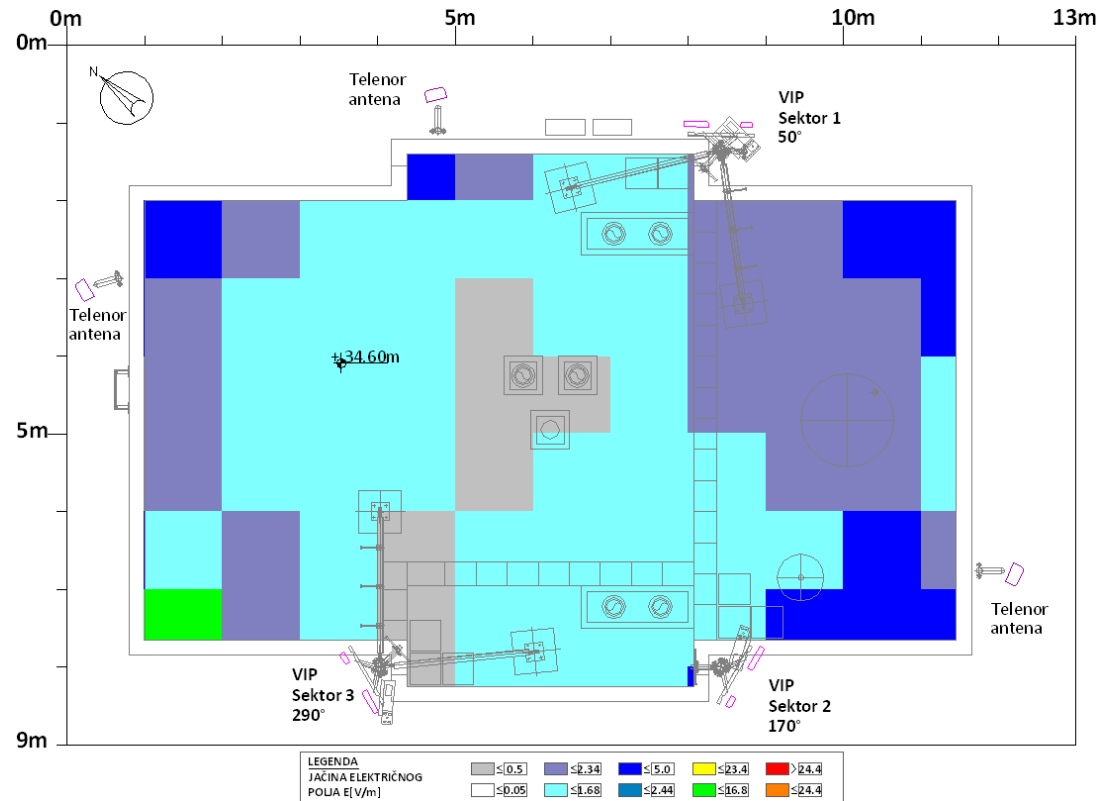 0m
5m
10m
13m
0m
N
Telenor
antena
VIP
Sektor 1
50°
Telenor
antena
+34.60m
5m
Telenor
antena
VIP
Sektor 3
290°
VIP
Sektor 2
170°
9m
LEGENDA
JAČINA ELEKTRIČNOG
POLJA E[V/m]
≤0.5 ≤2.34 ≤5.0 ≤23.4 >24.4
≤0.05 ≤1.68 ≤2.44 ≤16.8 ≤24.4